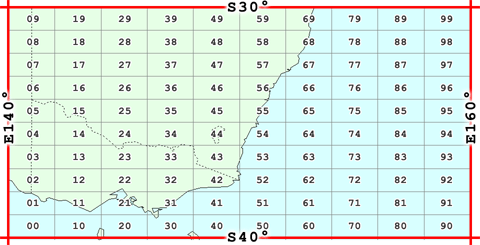 S30°
09 19 29 39 49 59 69 79 89 99
08 18 28 38 48 58 68 78 88 98
07 17 27 37 47 57 67 77 87 97
06 16 26 36 46 56 66 76 86 96
E140°
E160°
05 15 25 35 45 55 65 75 85 95
04 14 24 34 44 54 64 74 84 94
03 13 23 33 43 53 63 73 83 93
02 12 22 32 42 52 62 72 82 92
01 11 21 31 41 51 61 71 81 91
00 10 20 30 40 50 60 70 80 90
S40°